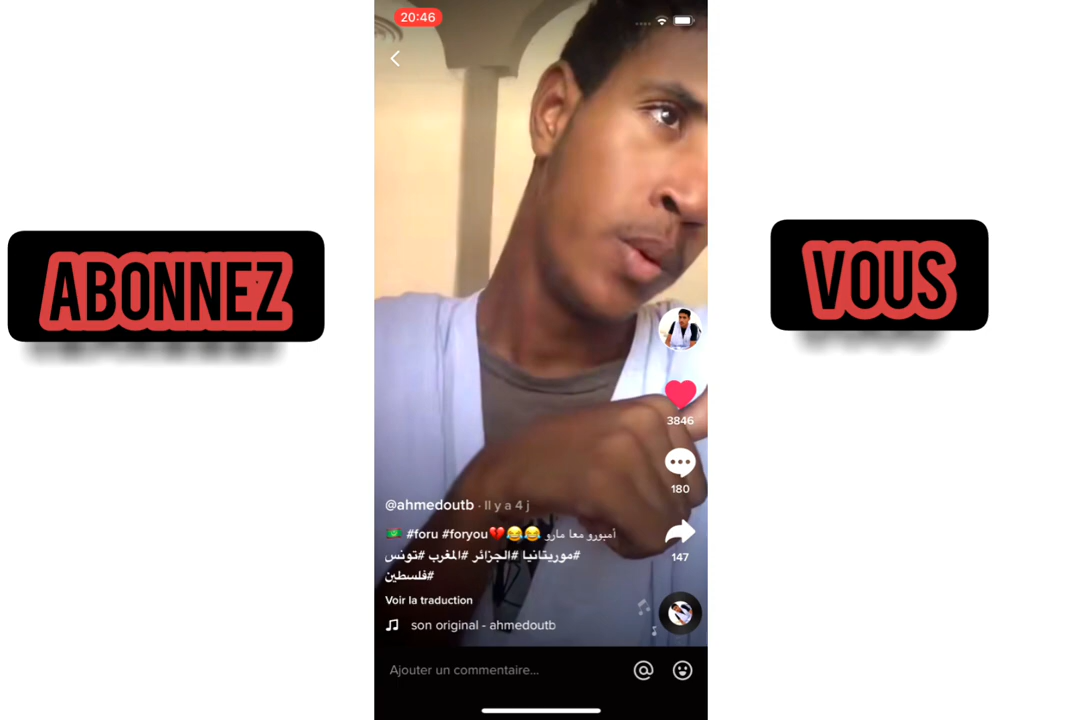 20:46
ABONNEZ
VOUS
3846
180
147
@ahmedoutb · Il y a 4 j
🇲🇷 #foru #foryou💔😂😂 أمبورو معا مارو
#موريتانيا #الجزائر #المغرب #تونس
#فلسطين
Voir la traduction
son original - ahmedoutb
Ajouter un commentaire...